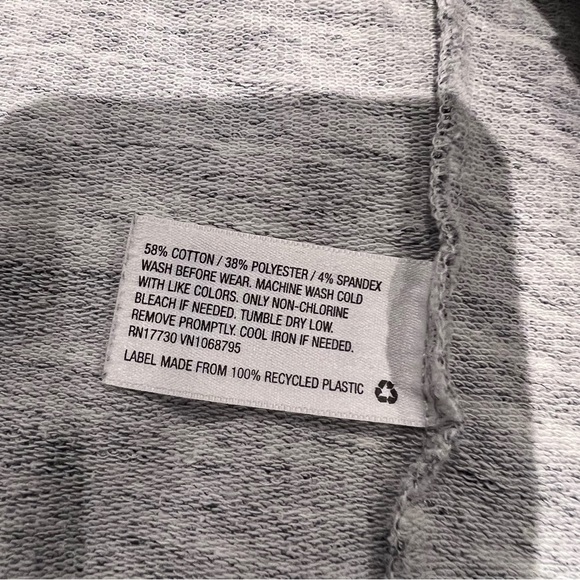 58% COTTON / 38% POLYESTER / 4% SPANDEX
WASH BEFORE WEAR. MACHINE WASH COLD
WITH LIKE COLORS. ONLY NON-CHLORINE
BLEACH IF NEEDED. TUMBLE DRY LOW.
REMOVE PROMPTLY. COOL IRON IF NEEDED.
RN17730 VN1068795
LABEL MADE FROM 100% RECYCLED PLASTIC